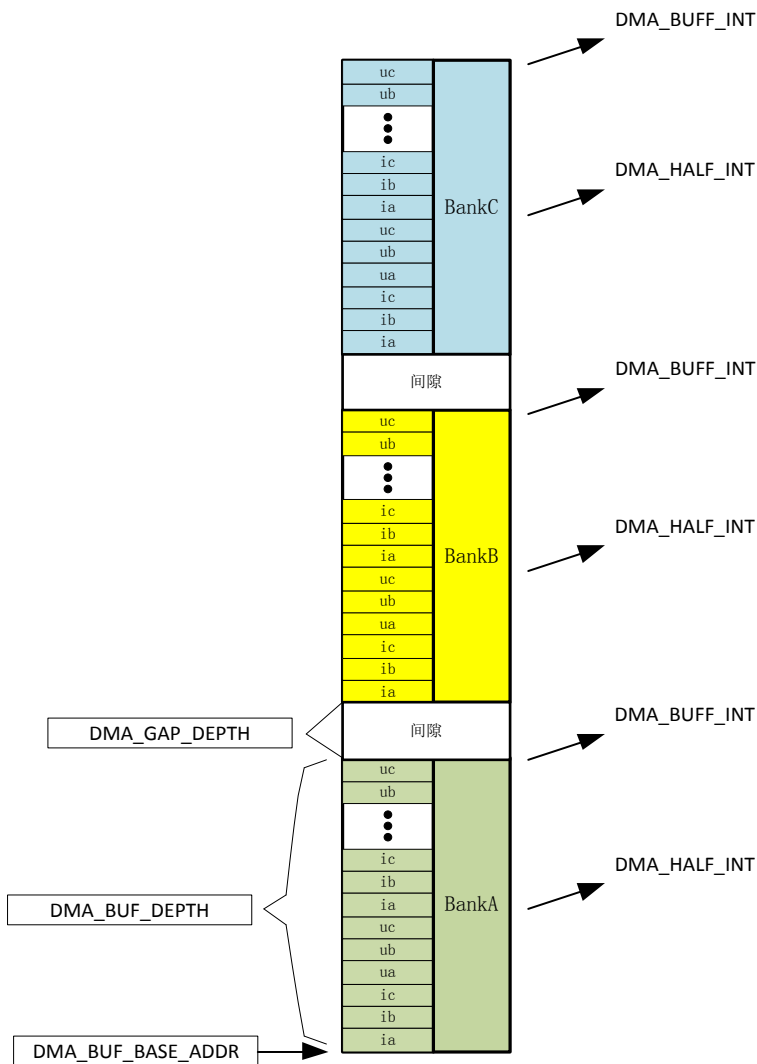 DMA_BUFF_INT
uc
ub
ic
DMA_HALF_INT
ib
ia
BankC
uc
ub
ua
ic
ib
ia
间隙
DMA_BUFF_INT
uc
ub
ic
ib
DMA_HALF_INT
ia
BankB
uc
ub
ua
ic
ib
ia
DMA_GAP_DEPTH
间隙
DMA_BUFF_INT
uc
ub
ic
DMA_HALF_INT
ib
ia
BankA
DMA_BUF_DEPTH
uc
ub
ua
ic
ib
ia
DMA_BUF_BASE_ADDR